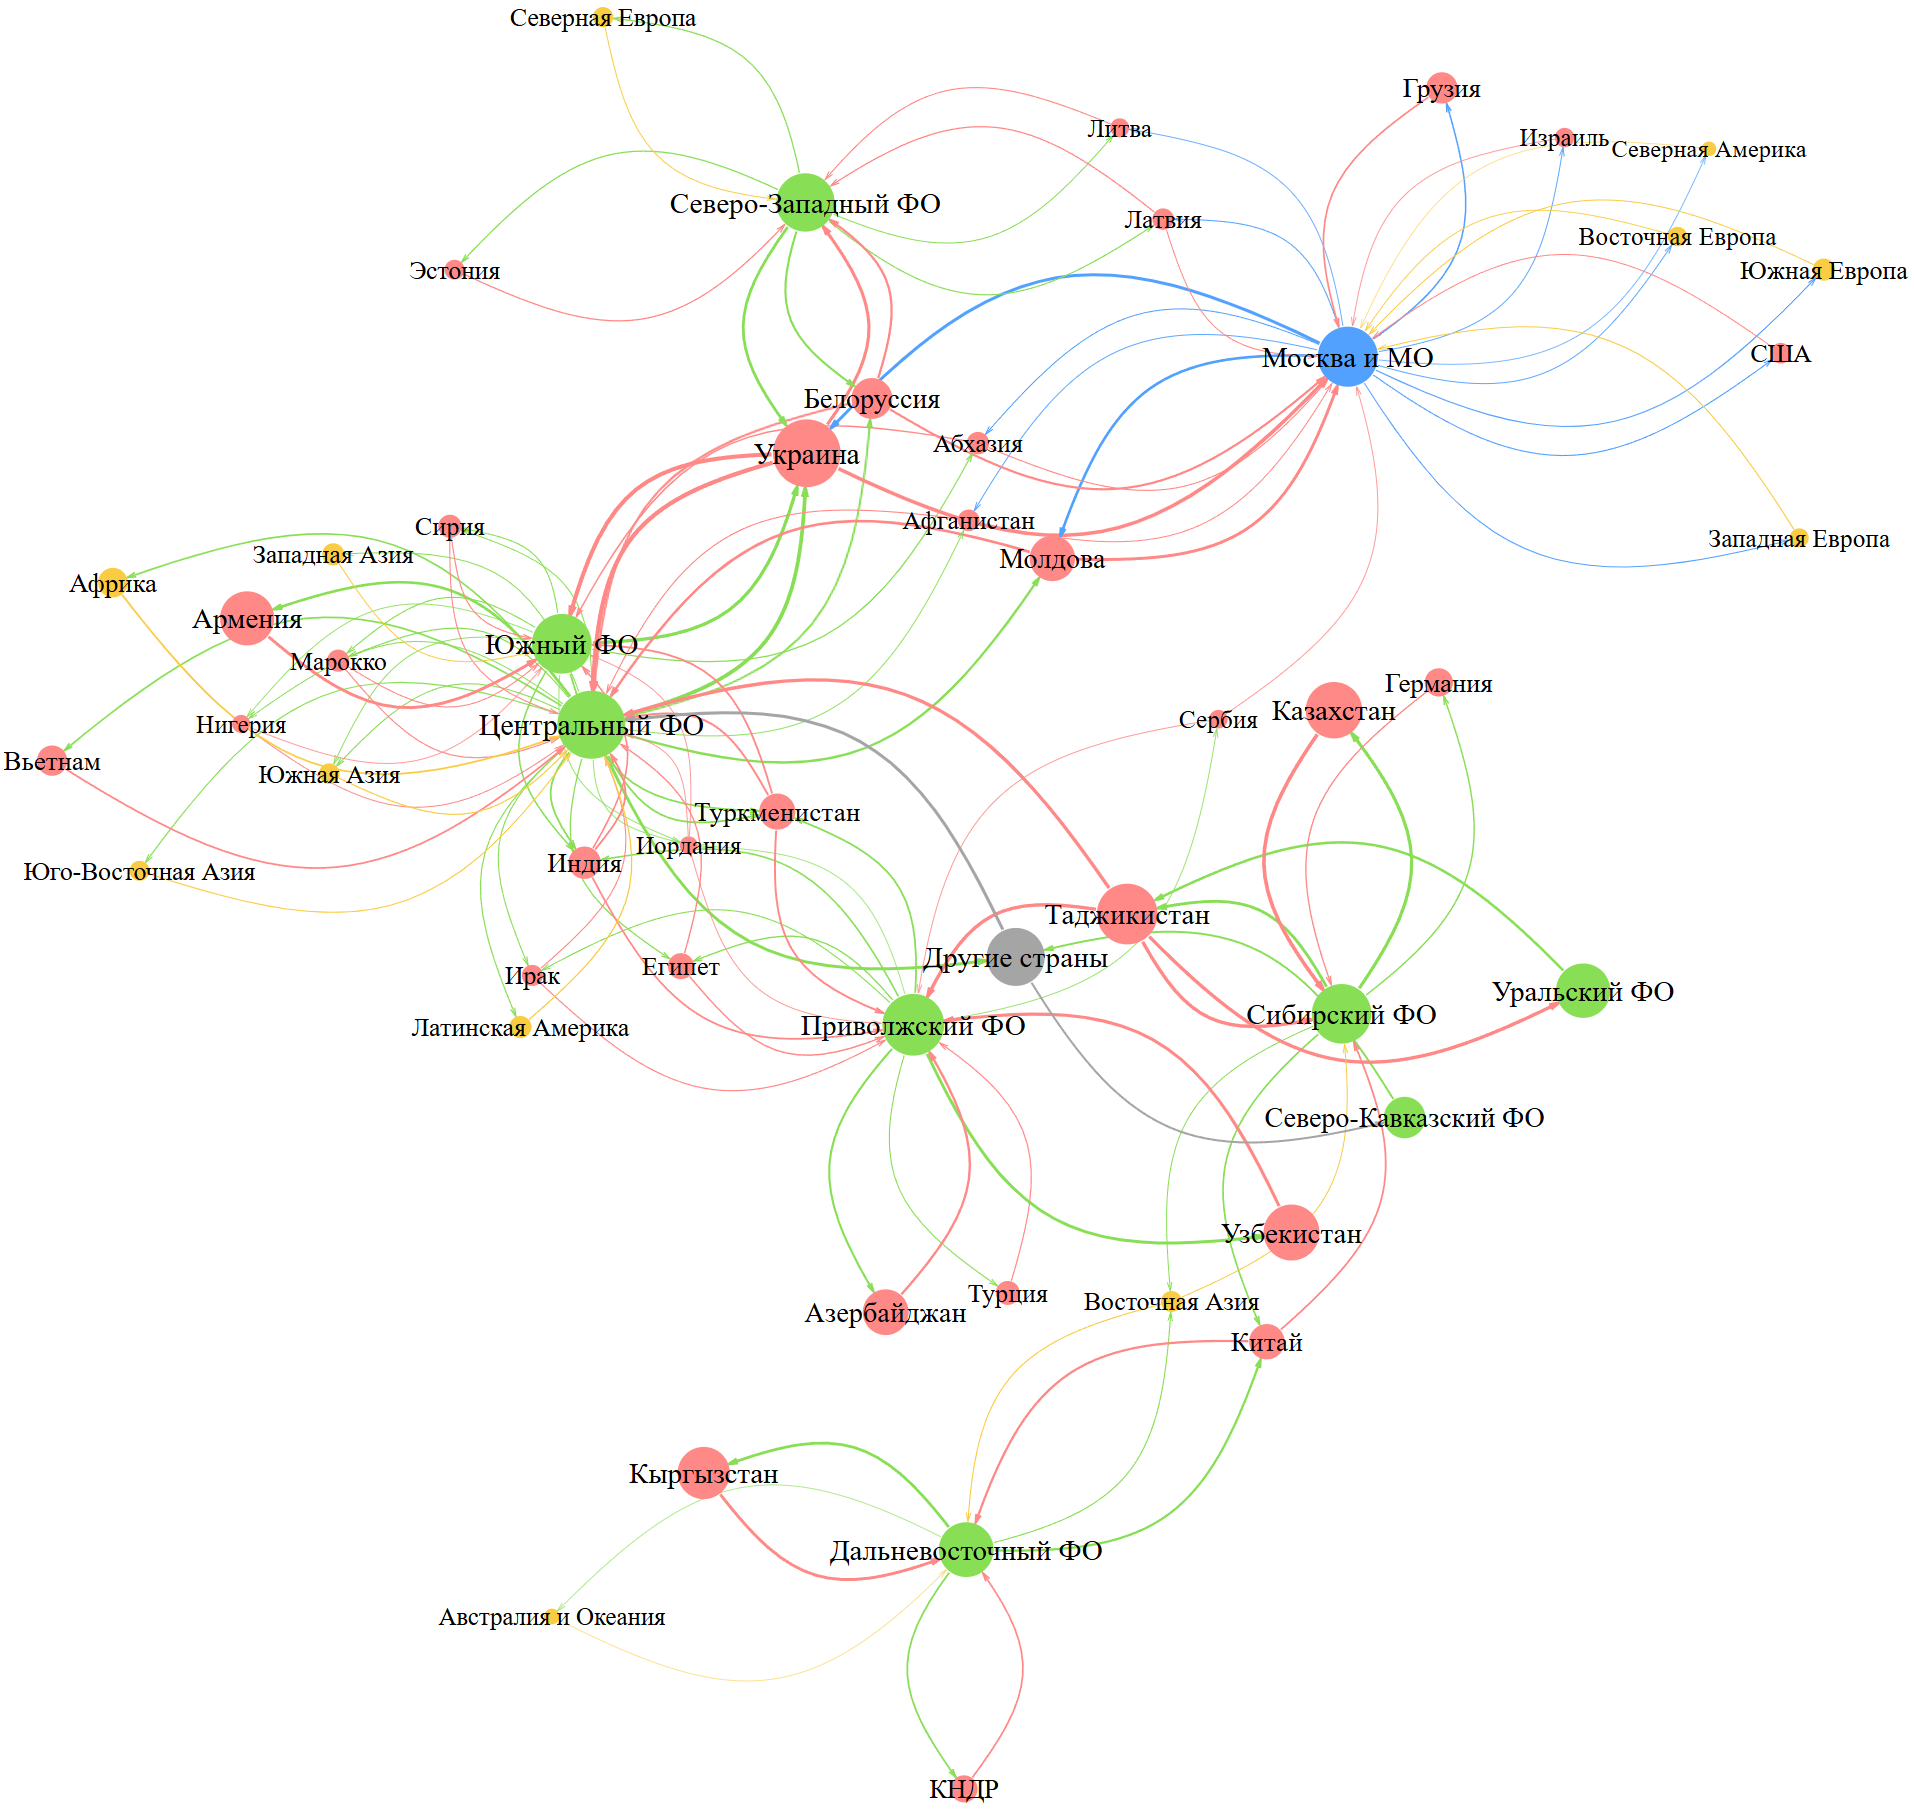 Северная Европа
Грузия
Литва
Израиль
Северная Америка
Северо-Западный ФО
Латвия
Восточная Европа
Эстония
Южная Европа
Москва и МО
США
Белоруссия
Абхазия
Украина
Афганистан
Сирия
Западная Европа
Западная Азия
Молдова
Африка
Армения
Южный ФО
Марокко
Германия
Казахстан
Сербия
Нигерия
Центральный ФО
Вьетнам
Южная Азия
Туркменистан
Иордания
Индия
Юго-Восточная Азия
Таджикистан
Другие страны
Египет
Ирак
Уральский ФО
Сибирский ФО
Латинская Америка
Приволжский ФО
Северо-Кавказский ФО
Узбекистан
Турция
Восточная Азия
Азербайджан
Китай
Кыргызстан
Дальневосточный ФО
Австралия и Океания
КНДР